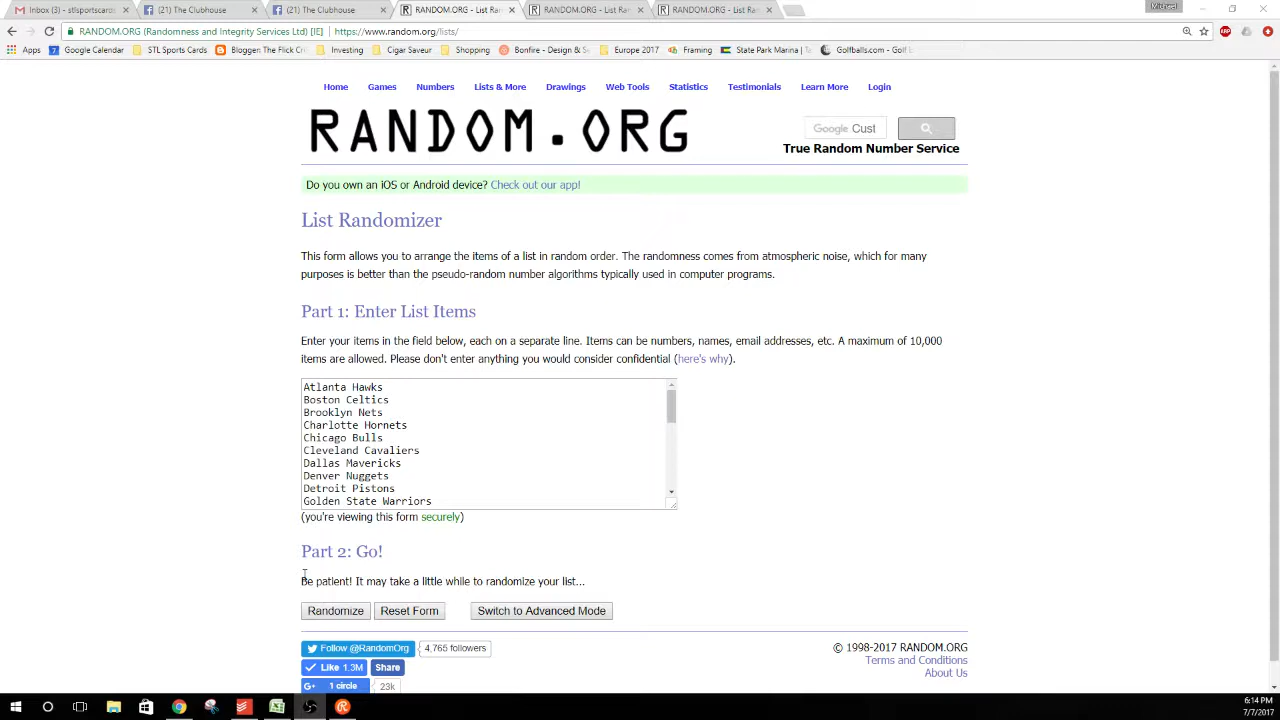 Inbox (3) - stlsportscards
(21) The Clubhouse
(21) The Clubhouse
RANDOM.ORG - List Ra
RANDOM.ORG - List Ra
RANDOM.ORG - List Ra
RANDOM.ORG (Randomness and Integrity Services Ltd) [IE] https://www.random.org/lists/
Apps Google Calendar STL Sports Cards Bloggen The Flick Cri Investing Cigar Saveur Shopping Bonfire - Design & Se Europe 2017 Framing State Park Marina | Ta Golfballs.com - Golf B
Home Games Numbers Lists & More Drawings Web Tools Statistics Testimonials Learn More Login
RANDOM.ORG
Google Cust
True Random Number Service
Do you own an iOS or Android device? Check out our app!
List Randomizer
This form allows you to arrange the items of a list in random order. The randomness comes from atmospheric noise, which for many
purposes is better than the pseudo-random number algorithms typically used in computer programs.
Part 1: Enter List Items
Enter your items in the field below, each on a separate line. Items can be numbers, names, email addresses, etc. A maximum of 10,000
items are allowed. Please don't enter anything you would consider confidential (here's why).
Atlanta Hawks
Boston Celtics
Brooklyn Nets
Charlotte Hornets
Chicago Bulls
Cleveland Cavaliers
Dallas Mavericks
Denver Nuggets
Detroit Pistons
Golden State Warriors
(you're viewing this form securely)
Part 2: Go!
Be patient! It may take a little while to randomize your list...
Randomize Reset Form Switch to Advanced Mode
Follow @RandomOrg 4,765 followers
Like 1.3M Share
G+ 1 circle 23k
© 1998-2017 RANDOM.ORG
Terms and Conditions
About Us
6:14 PM
7/7/2017